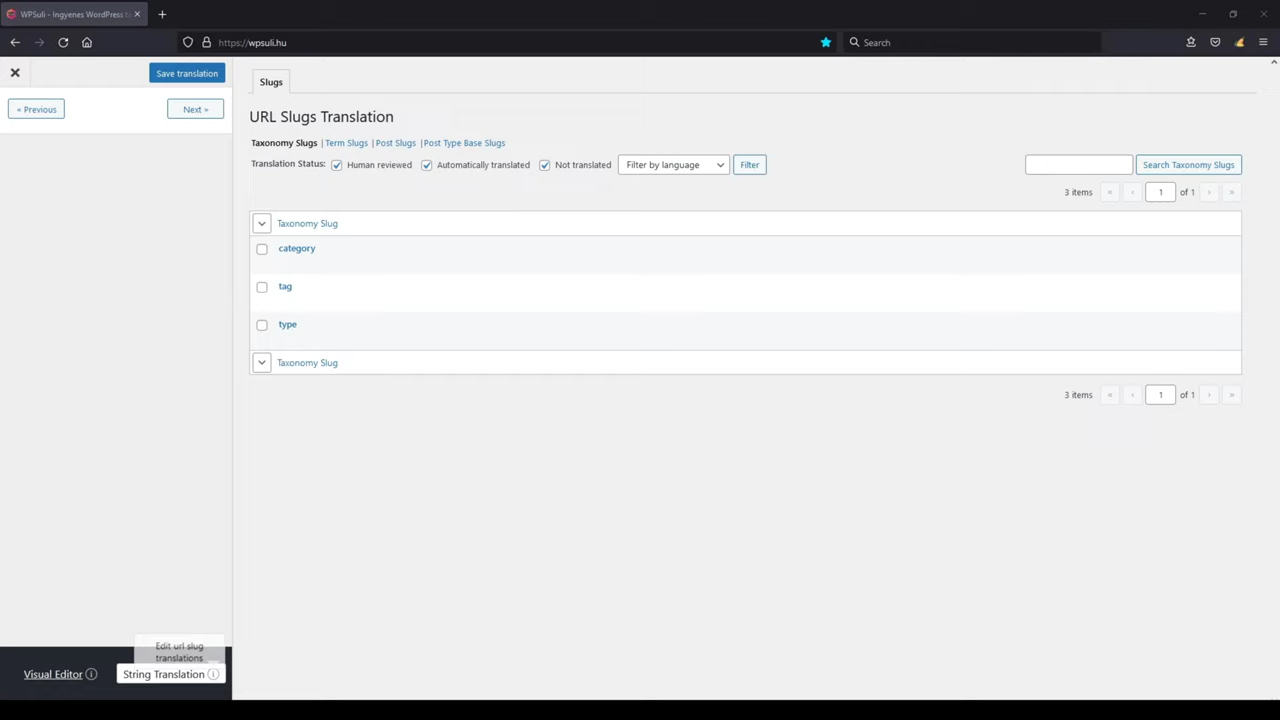 WPSuli - Ingyenes WordPress t
https://wpsuli.hu
Search
Save translation
« Previous
Next »
Slugs
URL Slugs Translation
Taxonomy Slugs | Term Slugs | Post Slugs | Post Type Base Slugs
Translation Status: Human reviewed Automatically translated Not translated Filter by language Filter
Search Taxonomy Slugs
3 items « ‹ 1 of 1 › »
Taxonomy Slug
category
tag
type
Taxonomy Slug
3 items « ‹ 1 of 1 › »
Edit url slug
translations
Visual Editor
String Translation